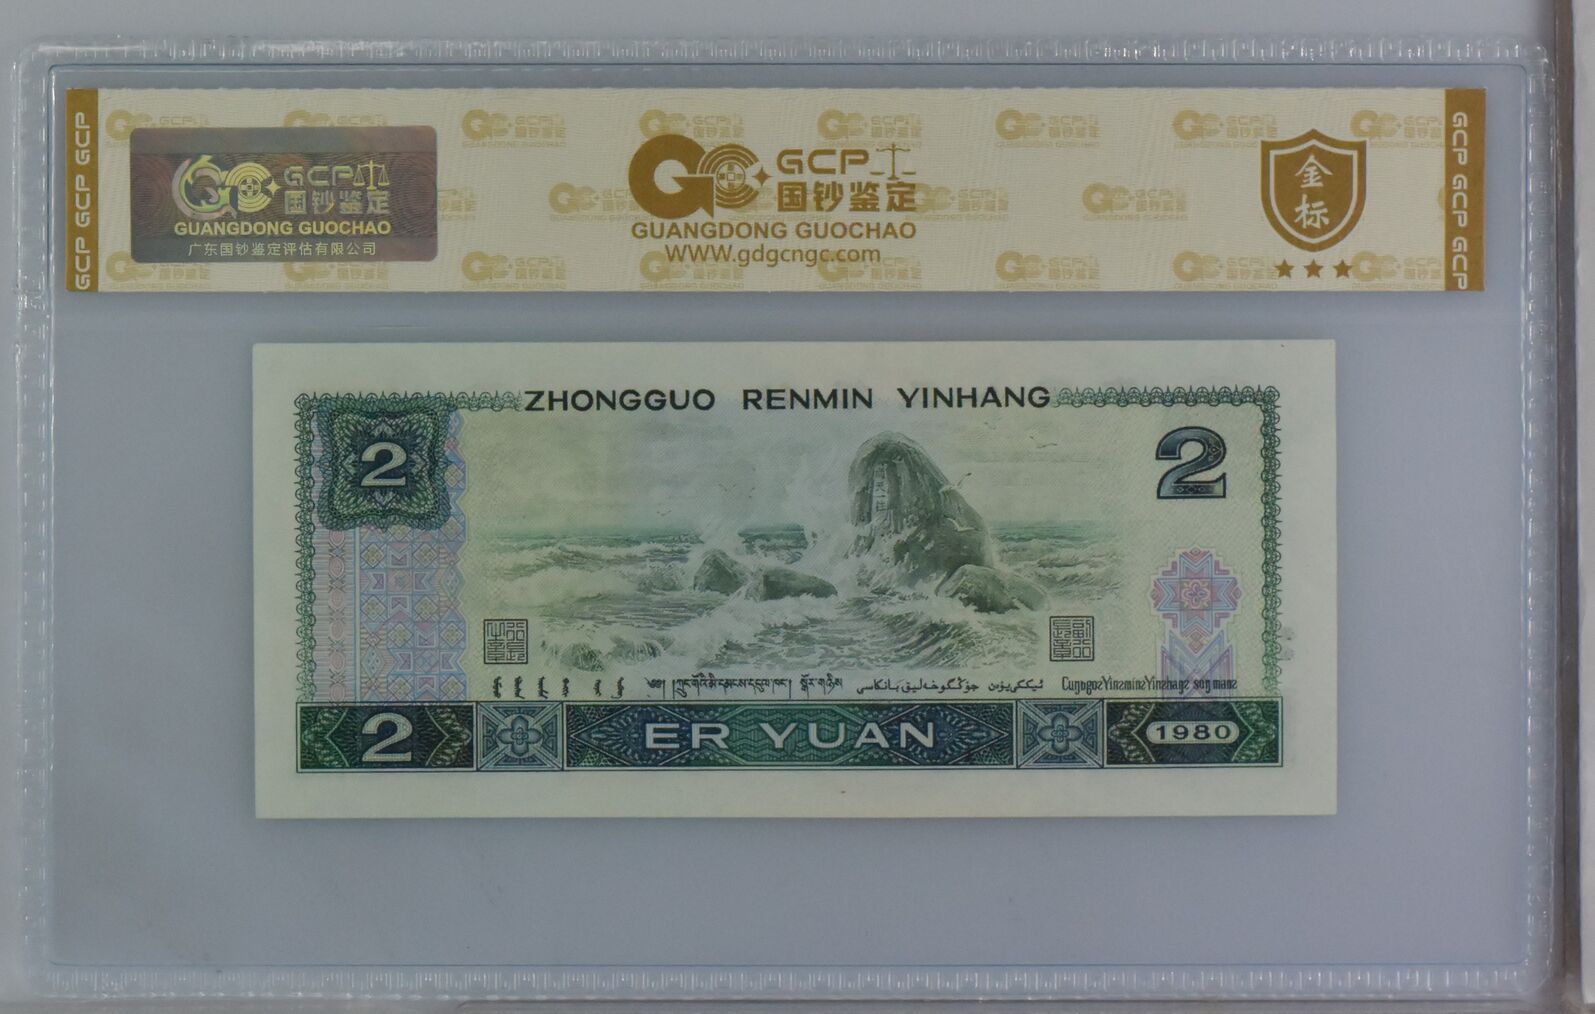 GCP GCP GCP
GCP
国钞鉴定
GUANGDONG GUOCHAO
广东国钞鉴定评估有限公司
GCP
国钞鉴定
GUANGDONG GUOCHAO
WWW.gdgcngc.com
金
标
GCP GCP GCP
ZHONGGUO RENMIN YINHANG
2
2
ERYUAN
2
ER YUAN
1980